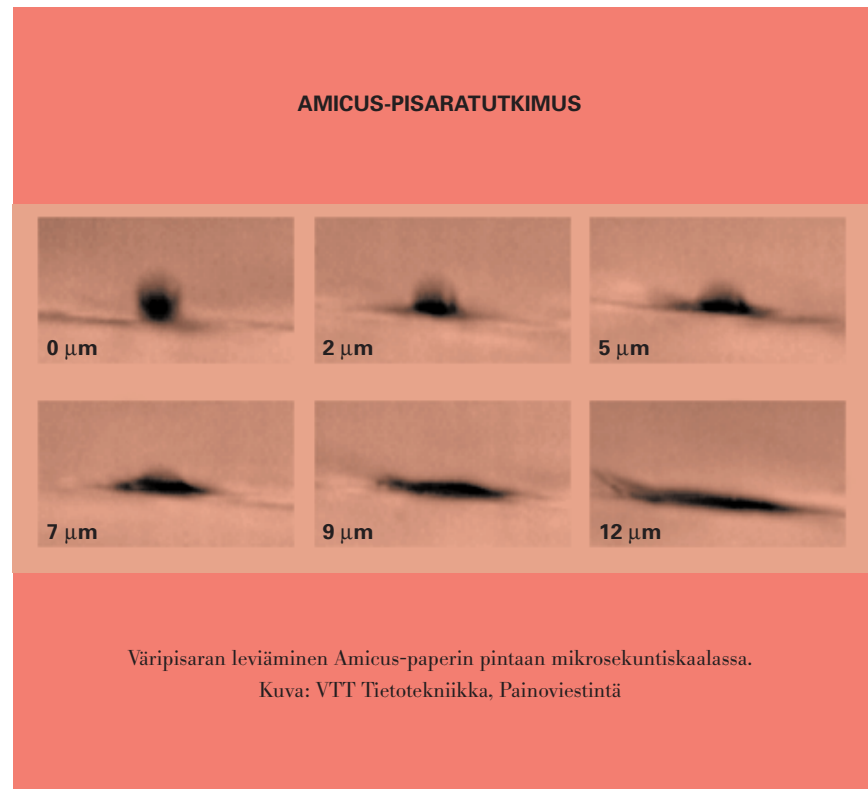 AMICUS-PISARATUTKIMUS
0 μm
2 μm
5 μm
7 μm
9 μm
12 μm
Väripisaran leviäminen Amicus-paperin pintaan mikrosekuntiskaalassa.
Kuva: VTT Tietotekniikka, Painoviestintä